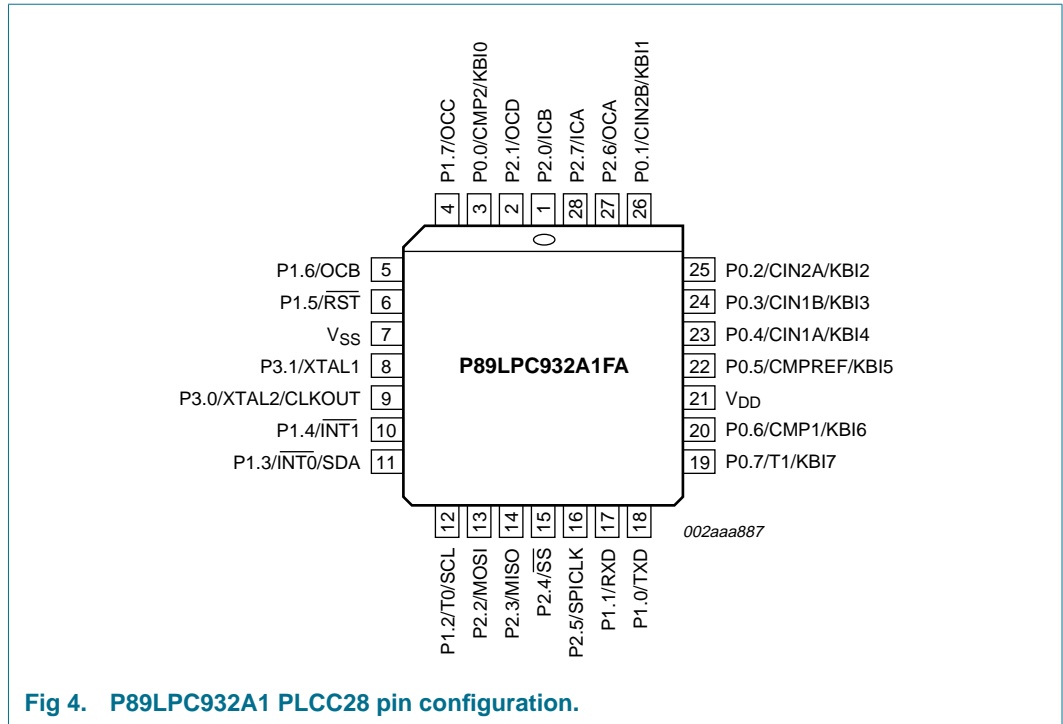 P1.7/OCC
P0.0/CMP2/KBI0
P2.1/OCD
P2.0/ICB
P2.7/ICA
P2.6/OCA
P0.1/CIN2B/KBI1
4
3
2
1
28
27
26
P1.6/OCB 5
P1.5/R̅S̅T̅ 6
VSS 7
P3.1/XTAL1 8
P3.0/XTAL2/CLKOUT 9
P1.4/I̅N̅T̅1̅ 10
P1.3/I̅N̅T̅0̅/SDA 11
P89LPC932A1FA
25 P0.2/CIN2A/KBI2
24 P0.3/CIN1B/KBI3
23 P0.4/CIN1A/KBI4
22 P0.5/CMPREF/KBI5
21 VDD
20 P0.6/CMP1/KBI6
19 P0.7/T1/KBI7
12
13
14
15
16
17
18
P1.2/T0/SCL
P2.2/MOSI
P2.3/MISO
P2.4/S̅S̅
P2.5/SPICLK
P1.1/RXD
P1.0/TXD
002aaa887
Fig 4. P89LPC932A1 PLCC28 pin configuration.